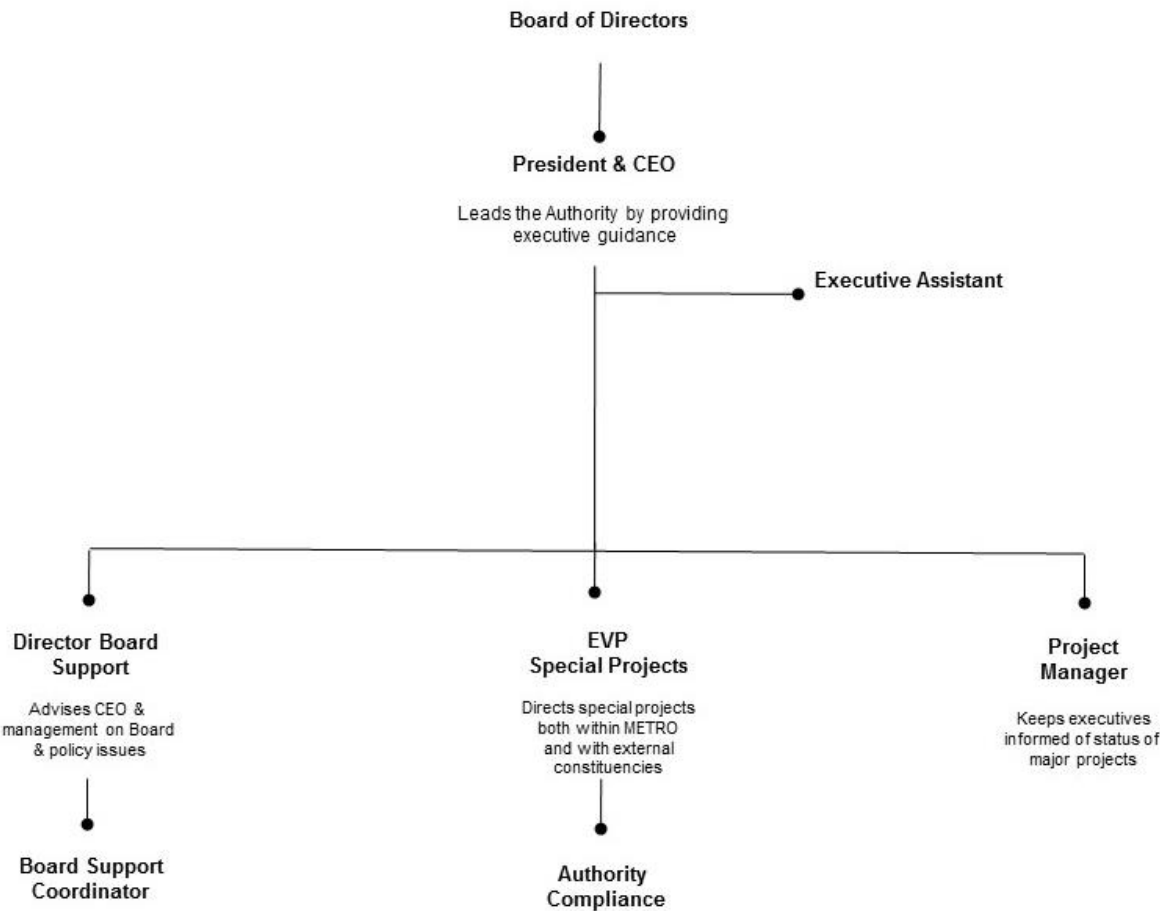 Board of Directors
President & CEO
Leads the Authority by providing
executive guidance
Executive Assistant
Director Board
Support
Advises CEO &
management on Board
& policy issues
Board Support
Coordinator
EVP
Special Projects
Directs special projects
both within METRO
and with external
constituencies
Authority
Compliance
Project
Manager
Keeps executives
informed of status of
major projects